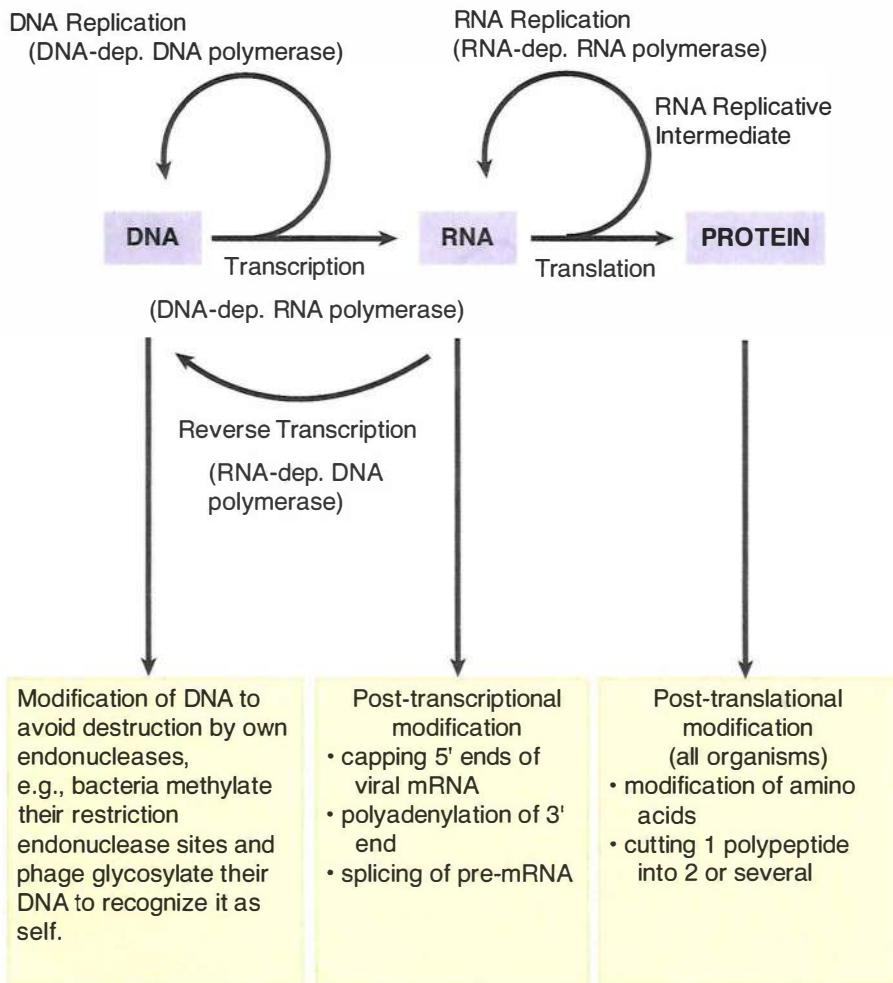 DNA Replication
(DNA-dep. DNA polymerase)
RNA Replication
(RNA-dep. RNA polymerase)
RNA Replicative
Intermediate
DNA
RNA
PROTEIN
Transcription
Translation
(DNA-dep. RNA polymerase)
Reverse Transcription
(RNA-dep. DNA
polymerase)
Modification of DNA to
avoid destruction by own
endonucleases,
e.g., bacteria methylate
their restriction
endonuclease sites and
phage glycosylate their
DNA to recognize it as
self.
Post-transcriptional
modification
• capping 5' ends of
viral mRNA
• polyadenylation of 3'
end
• splicing of pre-mRNA
Post-translational
modification
(all organisms)
• modification of amino
acids
• cutting 1 polypeptide
into 2 or several